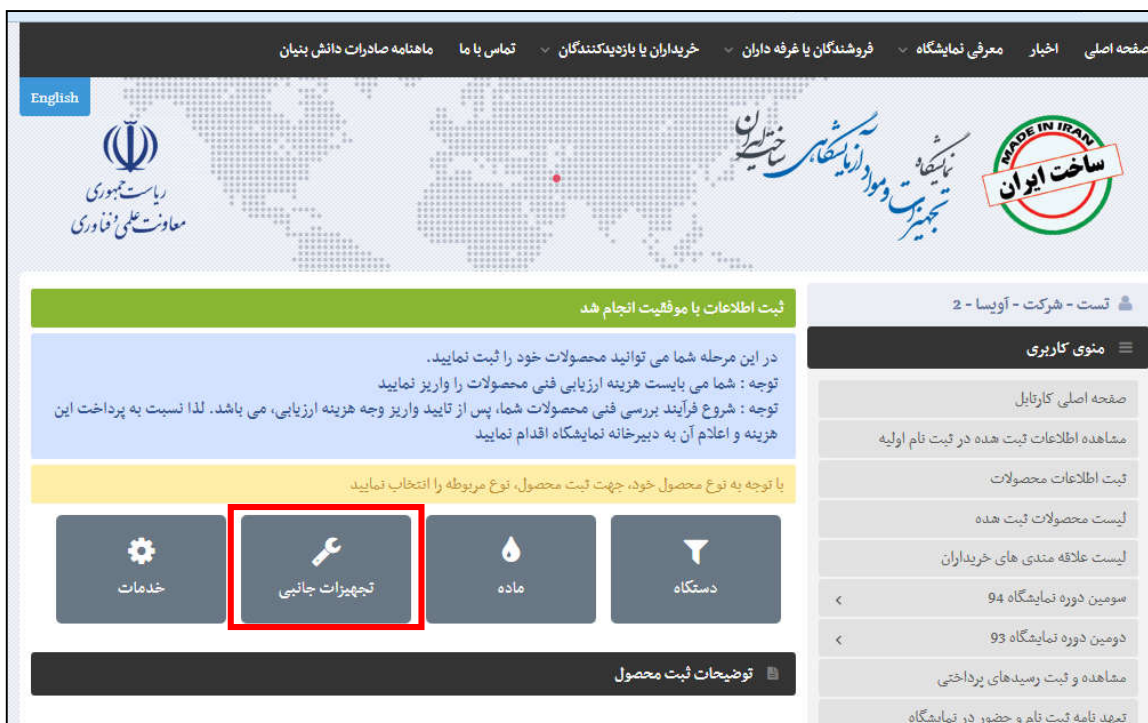 صفحه اصلی اخبار معرفی نمایشگاه فروشندگان یا غرفه داران خریداران یا بازدیدکنندگان تماس با ما ماهنامه صادرات دانش بنیان
English
MADE IN IRAN
ساخت ایران
نمایشگاه
تجهیزات و مواد آزمایشگاهی ساخت ایران
ریاست جمهوری
معاونت علمی و فناوری
تست - شرکت - آویسا - 2
منوی کاربری
صفحه اصلی کارتابل
مشاهده اطلاعات ثبت شده در ثبت نام اولیه
ثبت اطلاعات محصولات
لیست محصولات ثبت شده
لیست علاقه مندی های خریداران
سومین دوره نمایشگاه 94
دومین دوره نمایشگاه 93
مشاهده و ثبت رسیدهای پرداختی
تعهد نامه ثبت نام و حضور در نمایشگاه
ثبت اطلاعات با موفقیت انجام شد
در این مرحله شما می توانید محصولات خود را ثبت نمایید.
توجه : شما می بایست هزینه ارزیابی فنی محصولات را واریز نمایید
توجه : شروع فرآیند بررسی فنی محصولات شما، پس از تایید واریز وجه هزینه ارزیابی، می باشد. لذا نسبت به پرداخت این
هزینه و اعلام آن به دبیرخانه نمایشگاه اقدام نمایید
با توجه به نوع محصول خود، جهت ثبت محصول، نوع مربوطه را انتخاب نمایید
دستگاه
ماده
تجهیزات جانبی
خدمات
توضیحات ثبت محصول